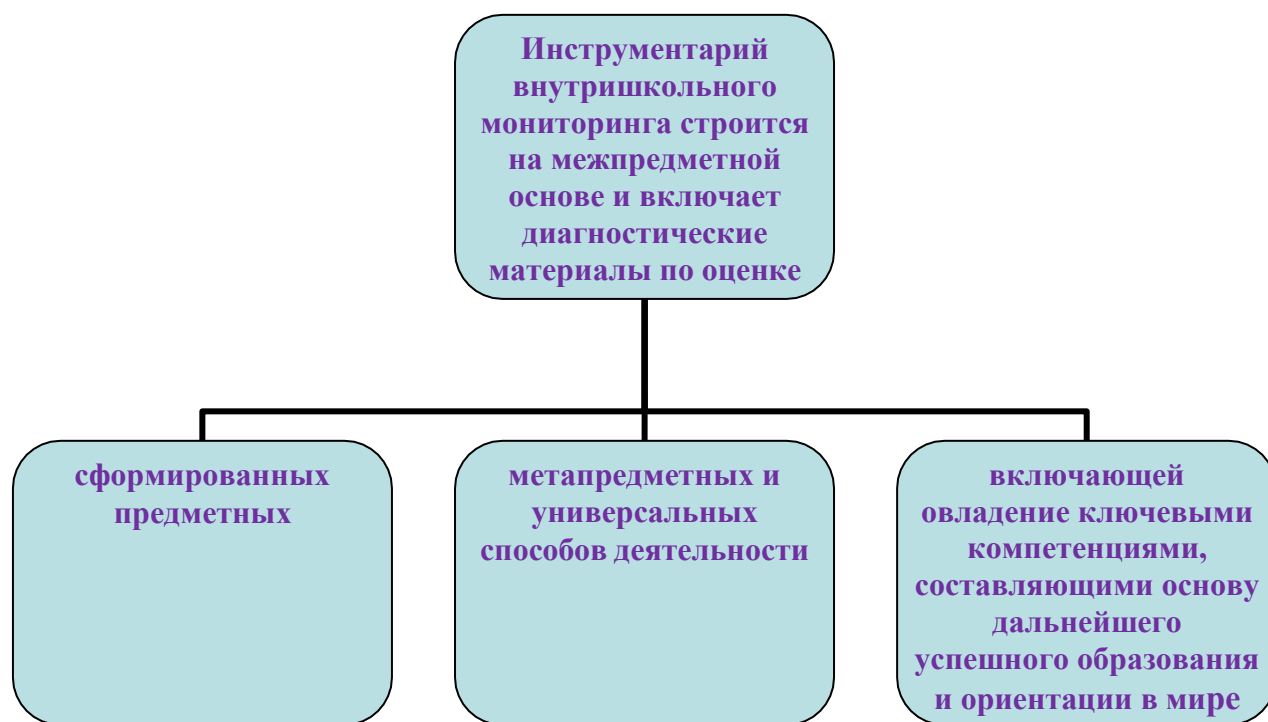 Инструментарий
внутришкольного
мониторинга строится
на межпредметной
основе и включает
диагностические
материалы по оценке
сформированных
предметных
метапредметных и
универсальных
способов деятельности
включающей
овладение ключевыми
компетенциями,
составляющими основу
дальнейшего
успешного образования
и ориентации в мире